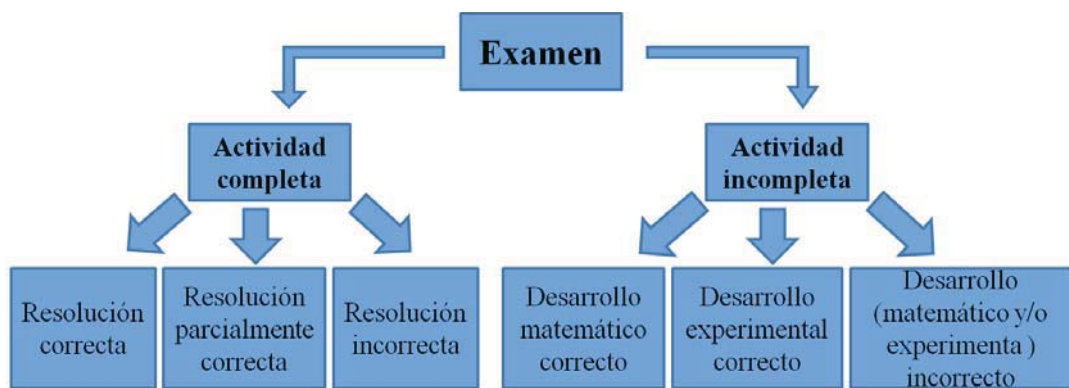 Examen
Actividad
completa
Actividad
incompleta
Resolución
correcta
Resolución
parcialmente
correcta
Resolución
incorrecta
Desarrollo
matemático
correcto
Desarrollo
experimental
correcto
Desarrollo
(matemático y/o
experimenta )
incorrecto